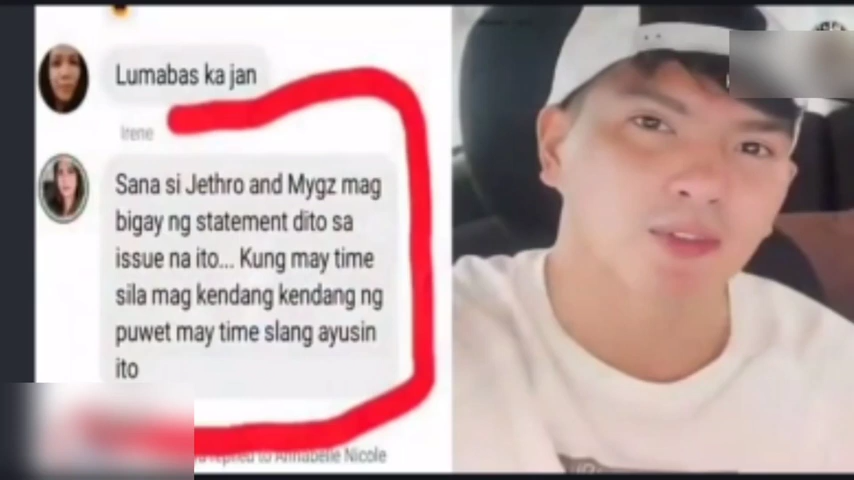 Lumabas ka jan
Irene
Sana si Jethro and Mygz mag
bigay ng statement dito sa
issue na ito... Kung may time
sila mag kendang kendang ng
puwet may time slang ayusin
ito
replied to Annabelle Nicole